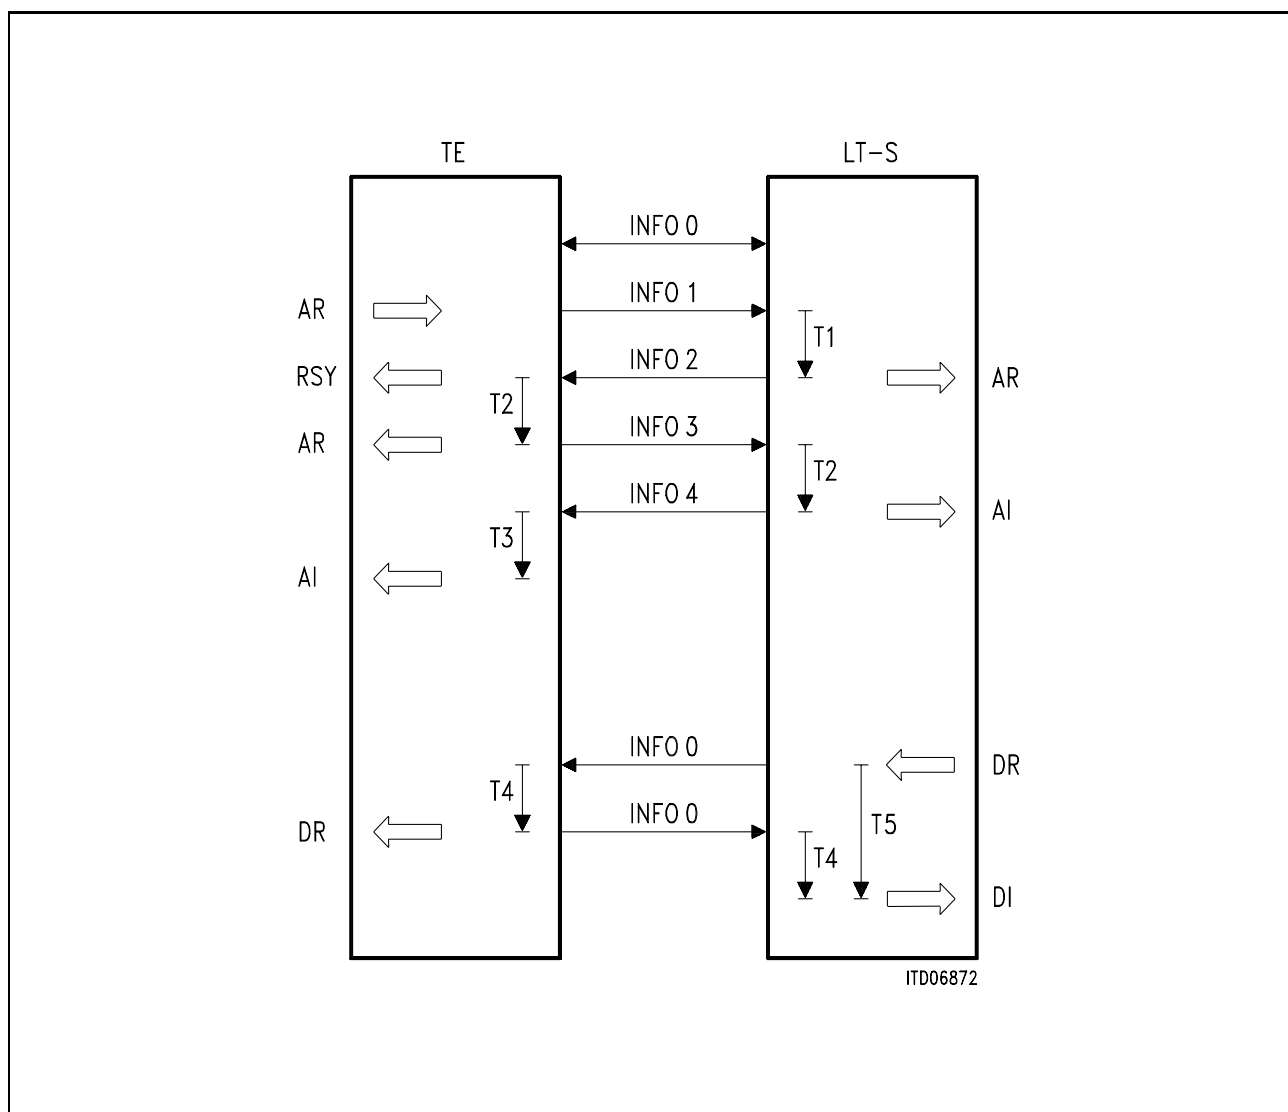 TE LT-S
INFO 0
AR INFO 1
T1
RSY INFO 2 AR
T2
AR INFO 3
T2
INFO 4 AI
T3
AI
INFO 0 DR
T4
INFO 0
DR T5
T4
DI
ITD06872